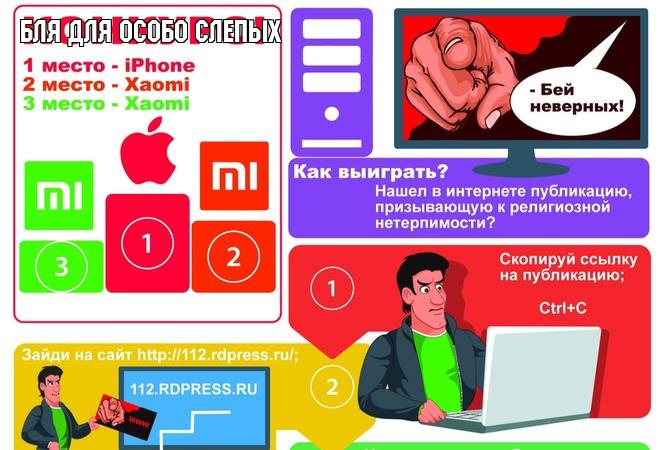 БЛЯ ДЛЯ ОСОБО СЛЕПЫХ
1 место - iPhone
2 место - Xaomi
3 место - Xaomi
mi
mi
1
2
3
- Бей
неверных!
Как выиграть?
Нашел в интернете публикацию,
призывающую к религиозной
нетерпимости?
1
Скопируй ссылку
на публикацию;
Ctrl+C
Зайди на сайт http://112.rdpress.ru/;
2
112.RDPRESS.RU
www